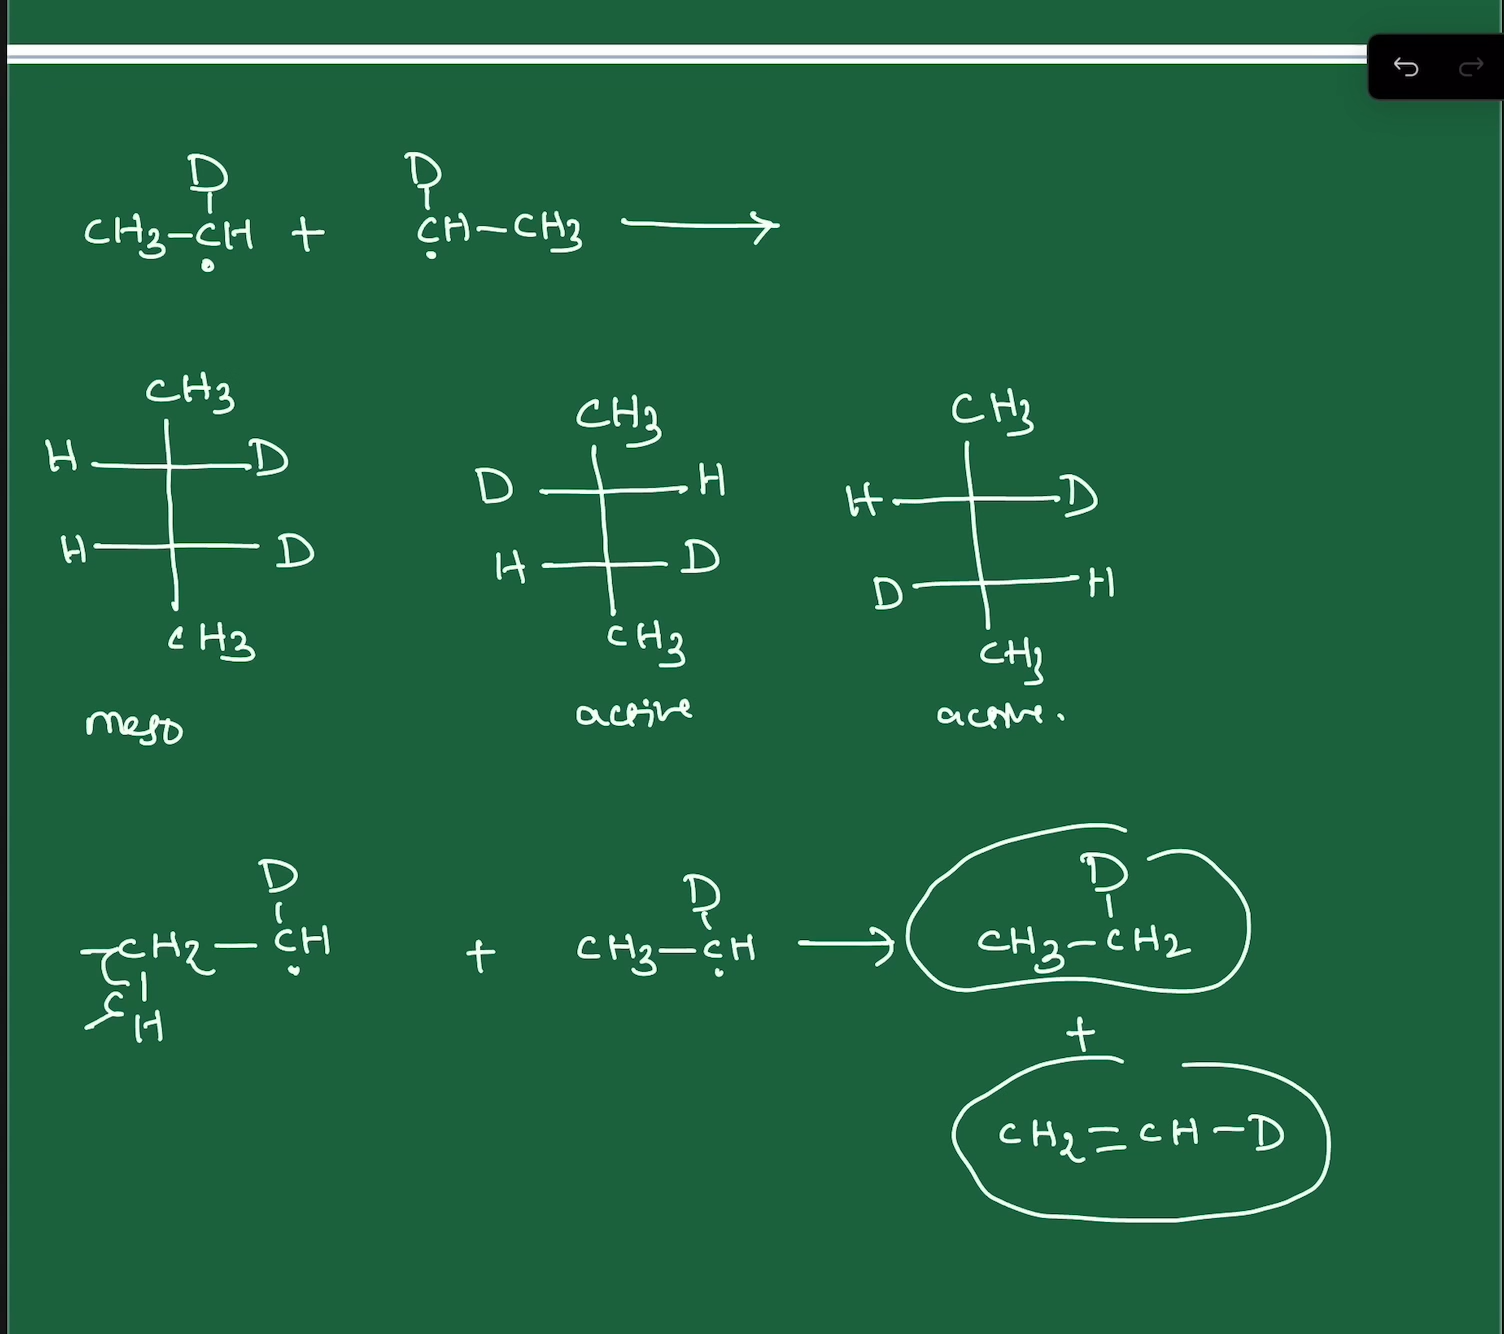 D D
CH3-CH + CH-CH3 ⟶
CH3 CH3 CH3
H D D H H D
H D H D D H
CH3 CH3 CH3
meso active active.
D D D
CH2-CH + CH3-CH ⟶ CH3-CH2
H
+
CH2=CH-D